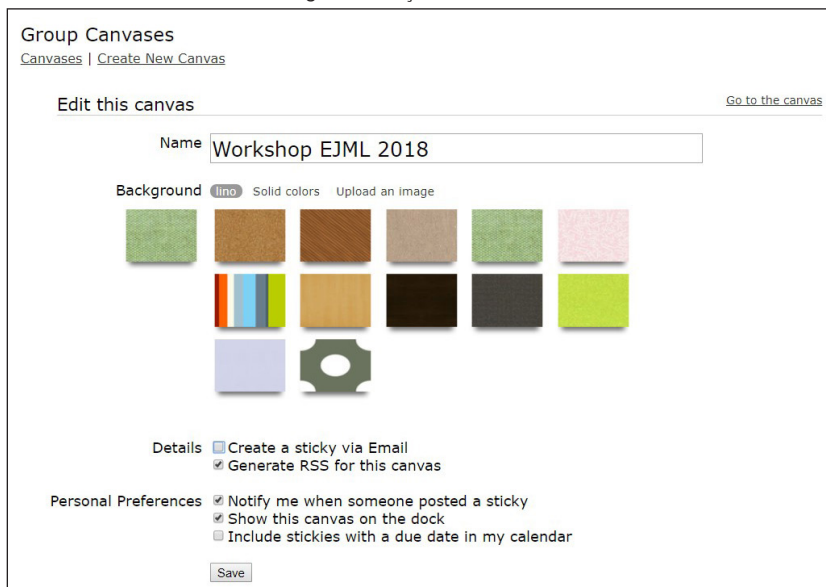 Group Canvases
Canvases | Create New Canvas
Edit this canvas
Go to the canvas
Name Workshop EJML 2018
Background lino Solid colors Upload an image
Details Create a sticky via Email
Generate RSS for this canvas
Personal Preferences Notify me when someone posted a sticky
Show this canvas on the dock
Include stickies with a due date in my calendar
Save